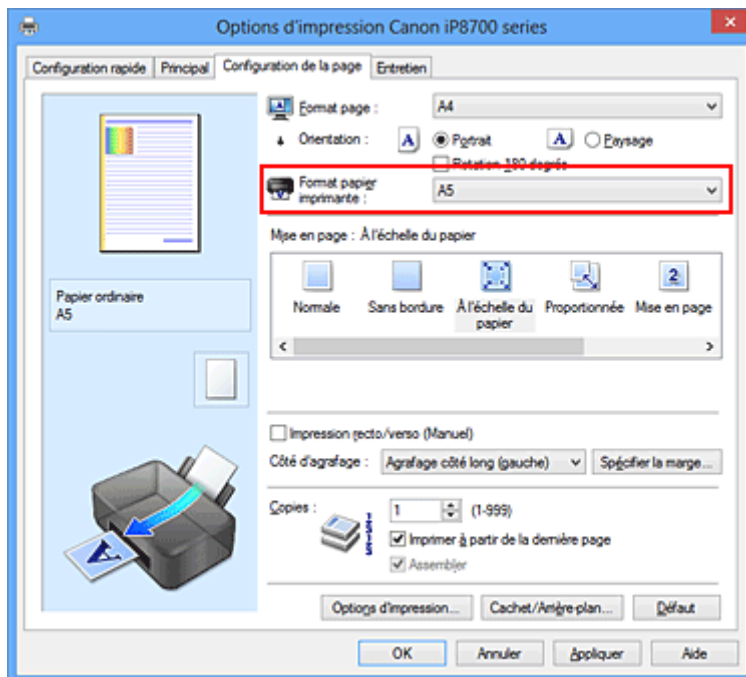 Options d'impression Canon iP8700 series
Configuration rapide Principal Configuration de la page Entretien
Format page : A4
Orientation : A Portrait A Paysage
Rotation 180 degrés
Format papier
imprimante : A5
Mise en page : À l'échelle du papier
Normale Sans bordure À l'échelle du papier Proportionnée Mise en page
Papier ordinaire
A5
Impression recto/verso (Manuel)
Côté d'agrafage : Agrafage côté long (gauche) Spécifier la marge...
Copies : 1 (1-999)
Imprimer à partir de la dernière page
Assembler
Options d'impression... Cachet/Arrière-plan... Défaut
OK Annuler Appliquer Aide